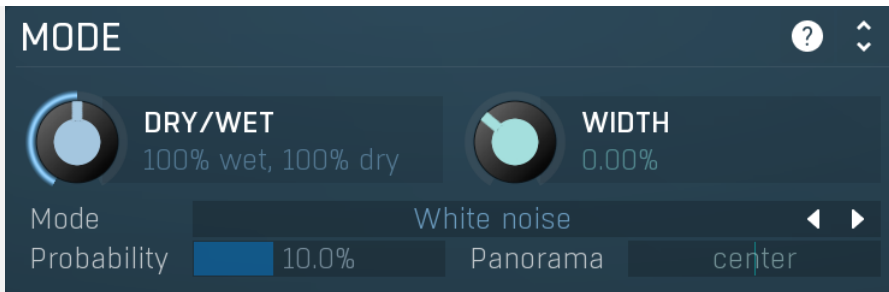 MODE ?
DRY/WET
100% wet, 100% dry
WIDTH
0.00%
Mode White noise
Probability 10.0% Panorama center